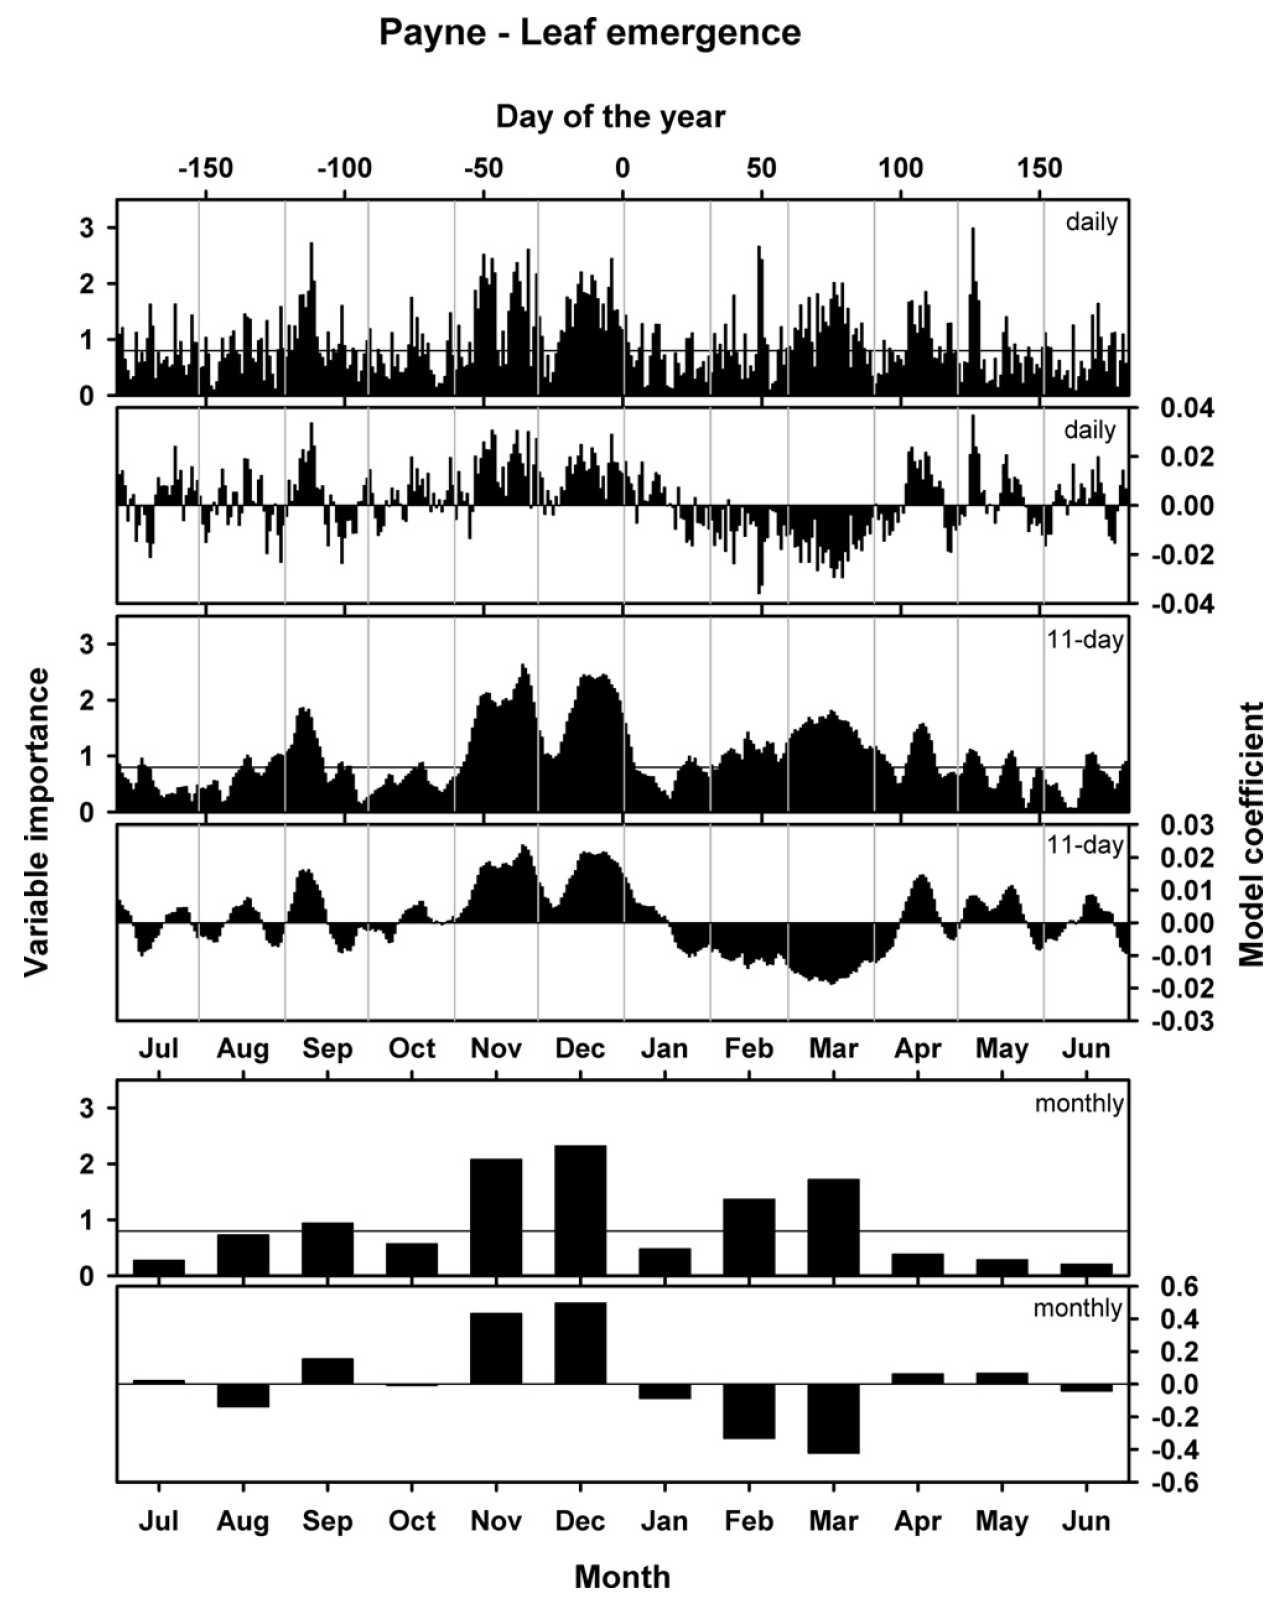 Payne - Leaf emergence
Day of the year
-150 -100 -50 0 50 100 150
daily
3
2
1
0
daily
0.04
0.02
0.00
-0.02
-0.04
11-day
3
2
1
0
11-day
0.03
0.02
0.01
0.00
-0.01
-0.02
-0.03
Variable importance
Model coefficient
Jul Aug Sep Oct Nov Dec Jan Feb Mar Apr May Jun
monthly
3
2
1
0
monthly
0.6
0.4
0.2
0.0
-0.2
-0.4
-0.6
Jul Aug Sep Oct Nov Dec Jan Feb Mar Apr May Jun
Month